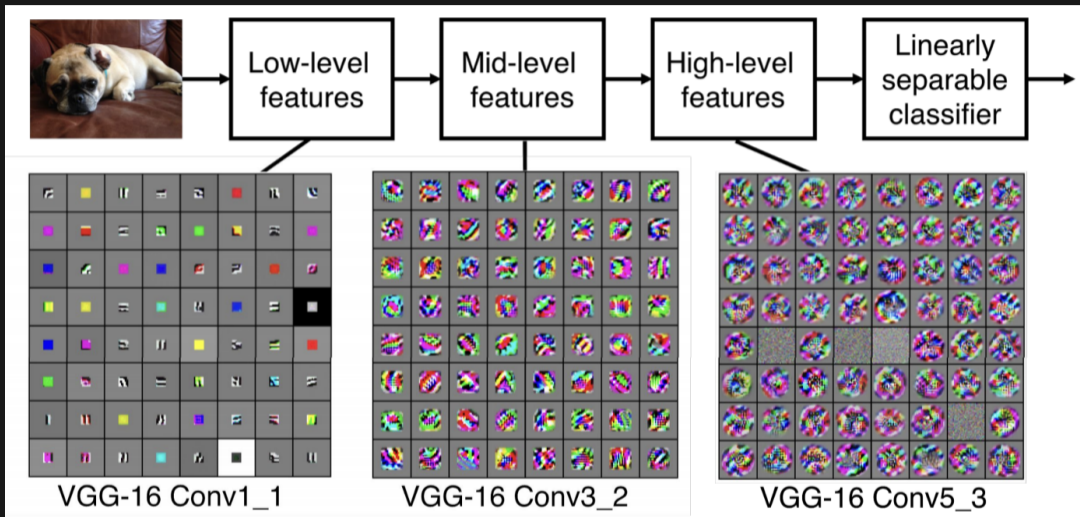 Low-level
features
Mid-level
features
High-level
features
Linearly
separable
classifier
VGG-16 Conv1_1
VGG-16 Conv3_2
VGG-16 Conv5_3